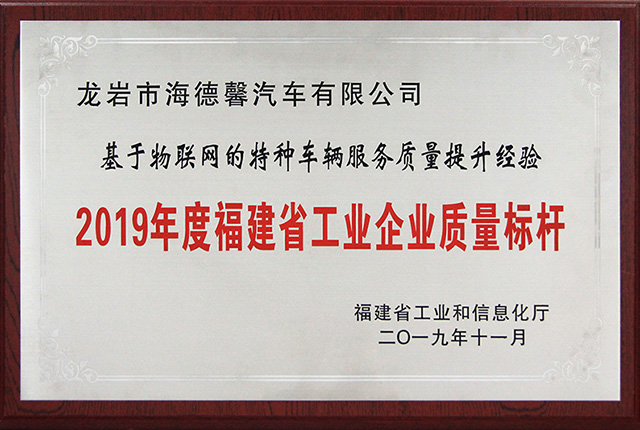 龙岩市海德馨汽车有限公司
基于物联网的特种车辆服务质量提升经验
2019年度福建省工业企业质量标杆
福建省工业和信息化厅
二〇一九年十一月